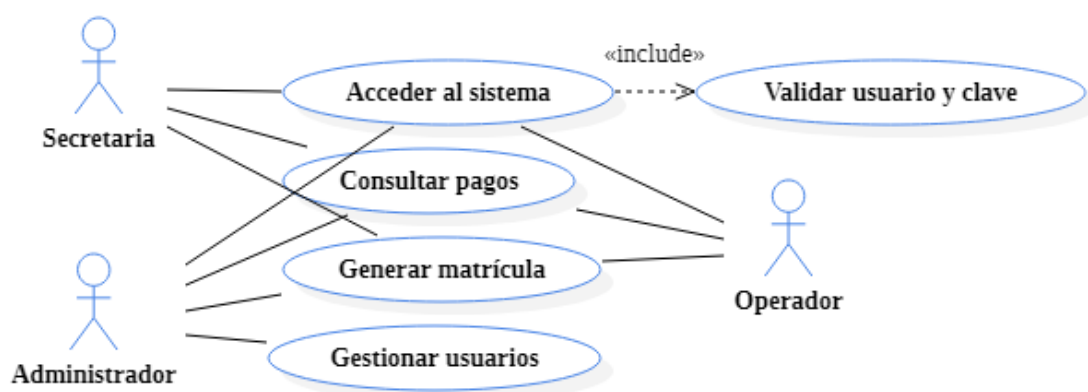 «include»
Acceder al sistema
Validar usuario y clave
Secretaria
Consultar pagos
Generar matrícula
Operador
Gestionar usuarios
Administrador